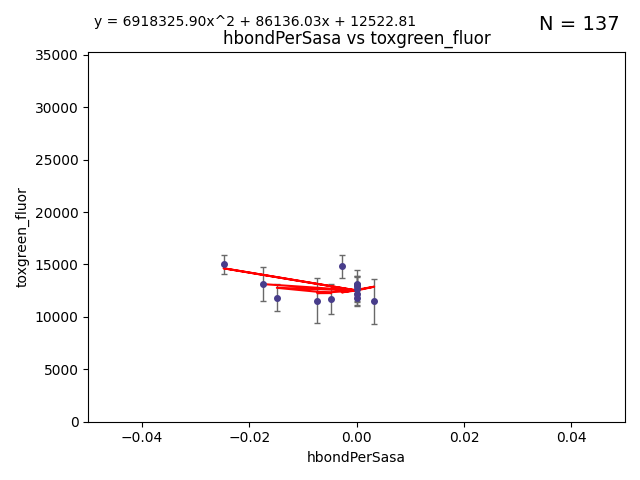 y = 6918325.90x^2 + 86136.03x + 12522.81
N = 137
hbondPerSasa vs toxgreen_fluor
35000
30000
25000
20000
15000
10000
5000
0
toxgreen_fluor
−0.04
−0.02
0.00
0.02
0.04
hbondPerSasa